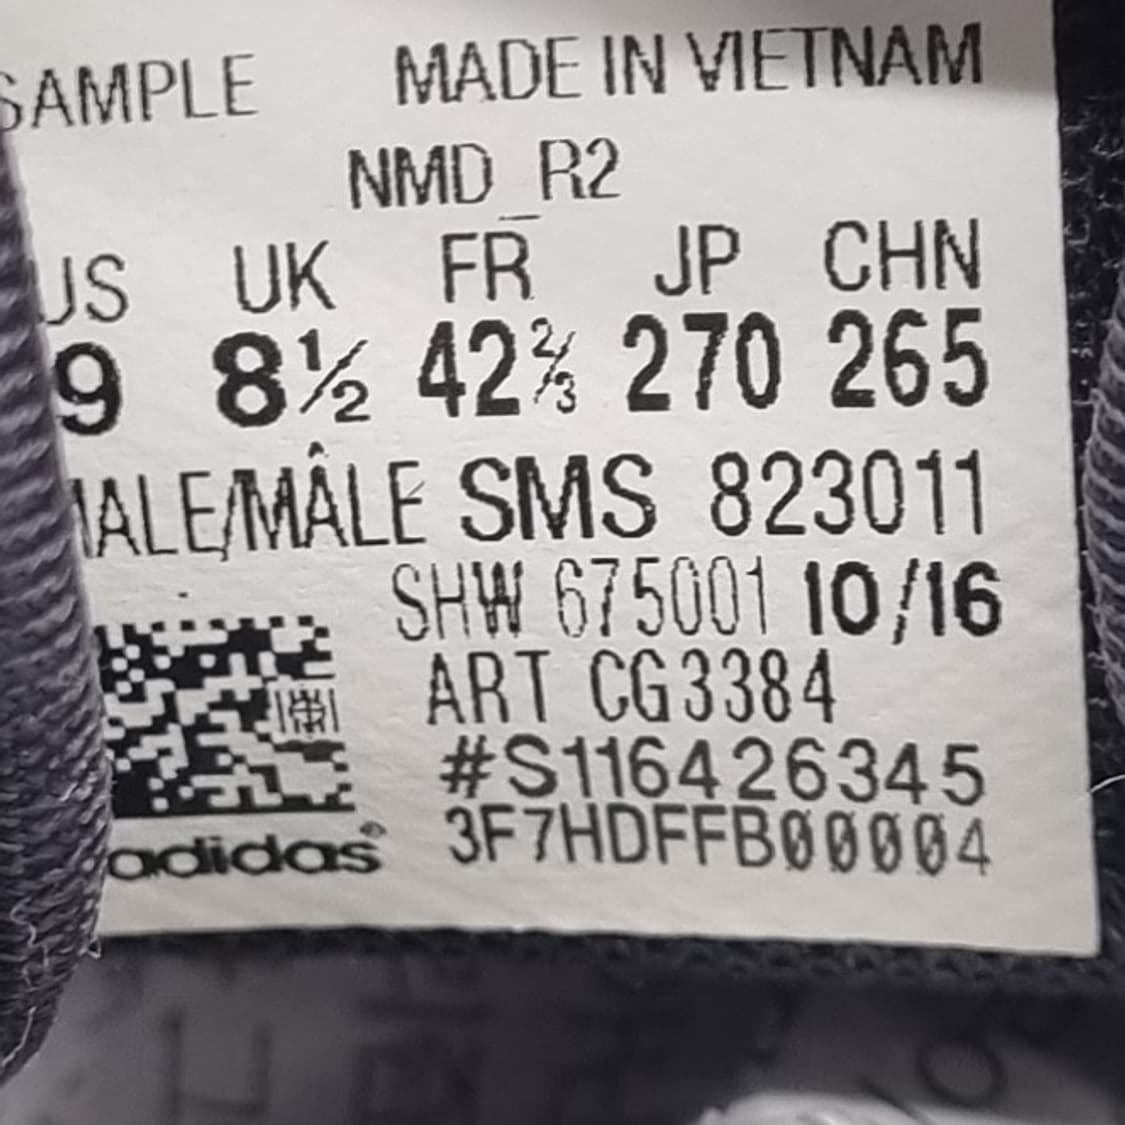 SAMPLE MADE IN VIETNAM
NMD_R2
US UK FR JP CHN
9 8½ 42⅔ 270 265
MALE/MÂLE SMS 823011
SHW 675001 10/16
ART CG3384
#S116426345
3F7HDFFB00004
adidas®